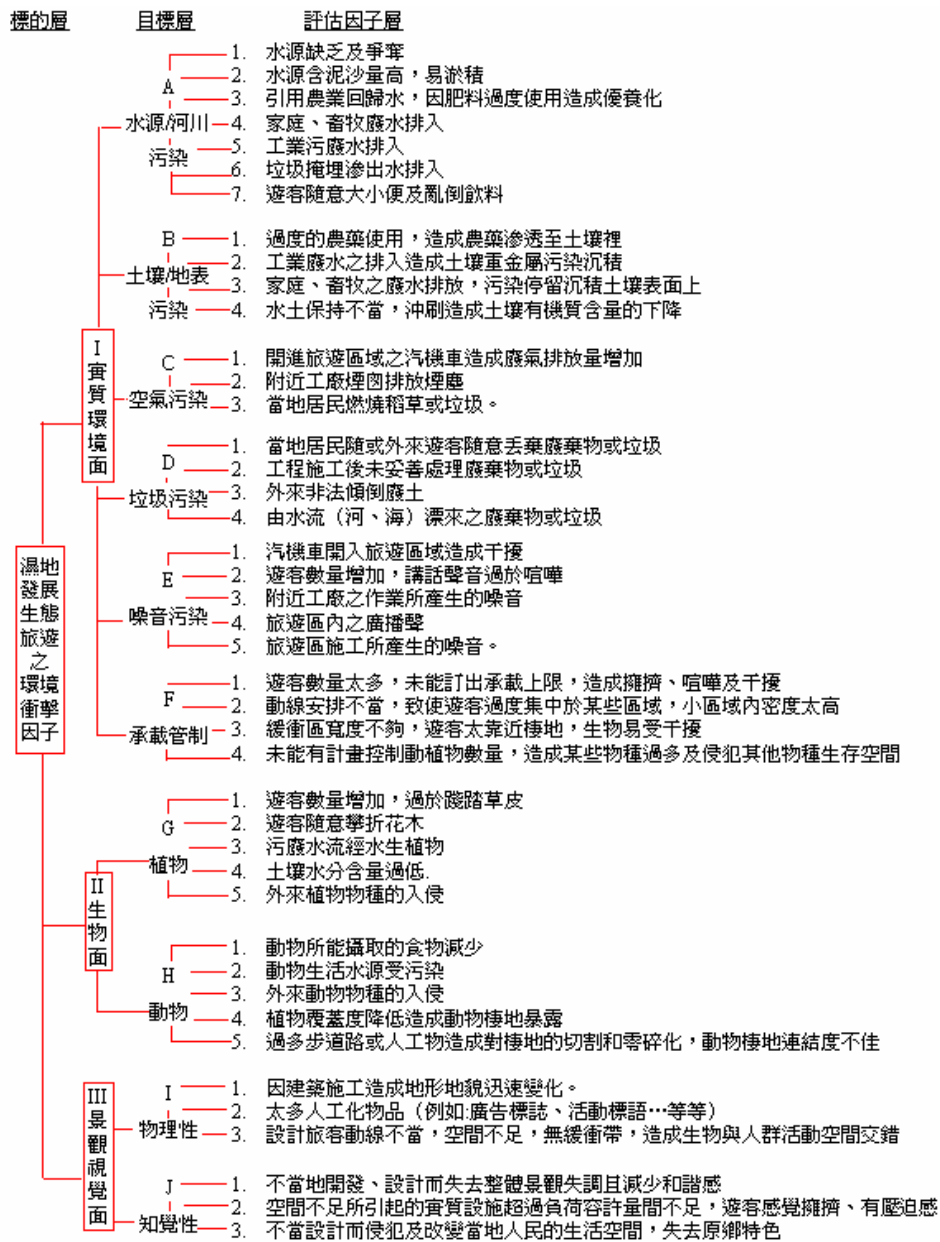 標的層 目標層 評估因子層
濕地發展生態旅遊之環境衝擊因子
I實質環境面
A
水源/河川
污染
1. 水源缺乏及爭奪
2. 水源含泥沙量高，易淤積
3. 引用農業回歸水，因肥料過度使用造成優養化
4. 家庭、畜牧廢水排入
5. 工業污廢水排入
6. 垃圾掩埋滲出水排入
7. 遊客隨意大小便及亂倒飲料
B
土壤/地表
污染
1. 過度的農藥使用，造成農藥滲透至土壤裡
2. 工業廢水之排入造成土壤重金屬污染沉積
3. 家庭、畜牧之廢水排放，污染停留沉積土壤表面上
4. 水土保持不當，沖刷造成土壤有機質含量的下降
C
空氣污染
1. 開進旅遊區域之汽機車造成廢氣排放量增加
2. 附近工廠煙囪排放煙塵
3. 當地居民燃燒稻草或垃圾。
D
垃圾污染
1. 當地居民隨或外來遊客隨意丟棄廢棄物或垃圾
2. 工程施工後未妥善處理廢棄物或垃圾
3. 外來非法傾倒廢土
4. 由水流（河、海）漂來之廢棄物或垃圾
E
噪音污染
1. 汽機車開入旅遊區域造成干擾
2. 遊客數量增加，講話聲音過於喧嘩
3. 附近工廠之作業所產生的噪音
4. 旅遊區內之廣播聲
5. 旅遊區施工所產生的噪音。
F
承載管制
1. 遊客數量太多，未能訂出承載上限，造成擁擠、喧嘩及干擾
2. 動線安排不當，致使遊客過度集中於某些區域，小區域內密度太高
3. 緩衝區寬度不夠，遊客太靠近棲地，生物易受干擾
4. 未能有計畫控制動植物數量，造成某些物種過多及侵犯其他物種生存空間
II生物面
G
植物
1. 遊客數量增加，過於踐踏草皮
2. 遊客隨意攀折花木
3. 污廢水流經水生植物
4. 土壤水分含量過低.
5. 外來植物物種的入侵
H
動物
1. 動物所能攝取的食物減少
2. 動物生活水源受污染
3. 外來動物物種的入侵
4. 植物覆蓋度降低造成動物棲地暴露
5. 過多步道路或人工物造成對棲地的切割和零碎化，動物棲地連結度不佳
III景觀視覺面
I
物理性
1. 因建築施工造成地形地貌迅速變化。
2. 太多人工化物品（例如:廣告標誌、活動標語…等等）
3. 設計旅客動線不當，空間不足，無緩衝帶，造成生物與人群活動空間交錯
J
知覺性
1. 不當地開發、設計而失去整體景觀失調且減少和諧感
2. 空間不足所引起的實質設施超過負荷容許量間不足，遊客感覺擁擠、有壓迫感
3. 不當設計而侵犯及改變當地人民的生活空間，失去原鄉特色